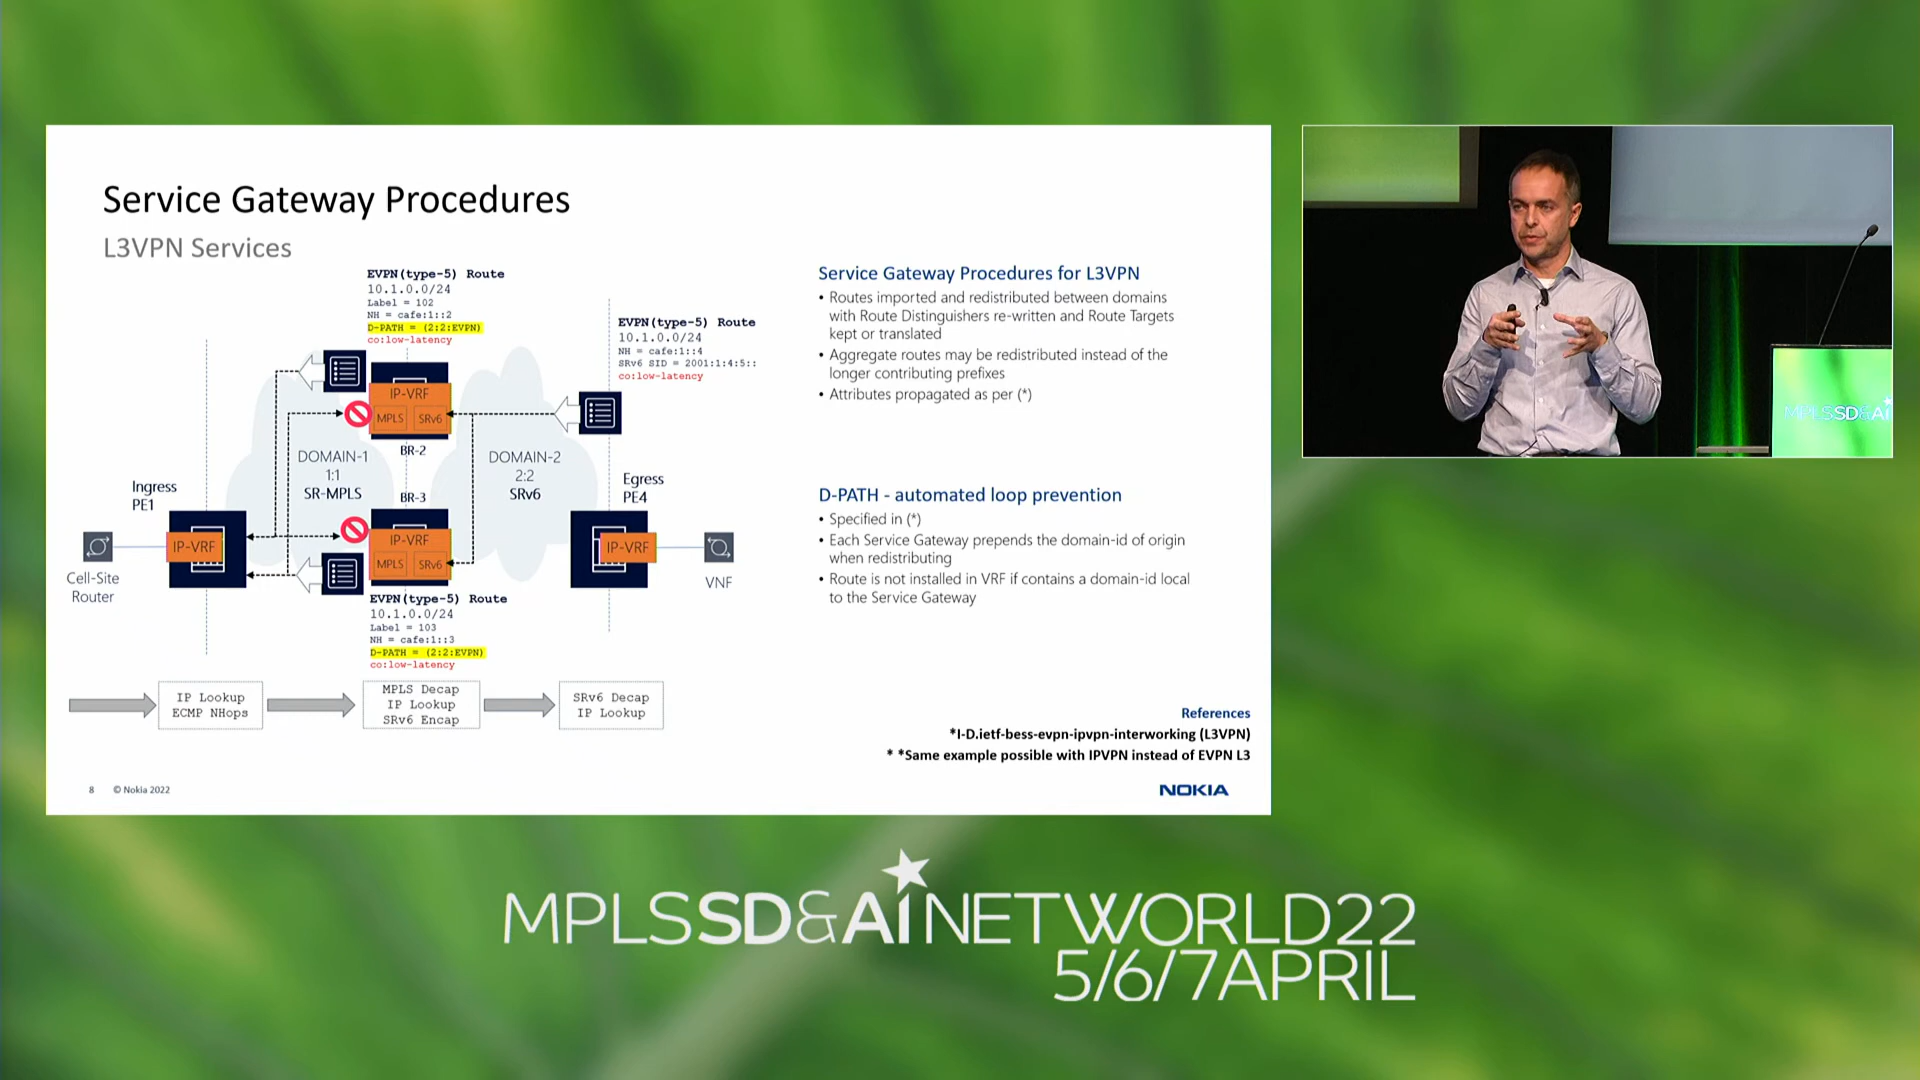 Service Gateway Procedures
L3VPN Services
EVPN(type-5) Route
10.1.0.0/24
Label = 102
NH = cafe:1::2
D-PATH = (2:2:EVPN)
co:low-latency
EVPN(type-5) Route
10.1.0.0/24
NH = cafe:1::4
SRv6 SID = 2001:1:4:5::
co:low-latency
IP-VRF
MPLS
SRv6
BR-2
DOMAIN-1
1:1
SR-MPLS
DOMAIN-2
2:2
SRv6
Ingress
PE1
BR-3
Egress
PE4
IP-VRF
IP-VRF
MPLS
SRv6
IP-VRF
Cell-Site
Router
VNF
EVPN(type-5) Route
10.1.0.0/24
Label = 103
NH = cafe:1::3
D-PATH = (2:2:EVPN)
co:low-latency
IP Lookup
ECMP NHops
MPLS Decap
IP Lookup
SRv6 Encap
SRv6 Decap
IP Lookup
Service Gateway Procedures for L3VPN
• Routes imported and redistributed between domains
with Route Distinguishers re-written and Route Targets
kept or translated
• Aggregate routes may be redistributed instead of the
longer contributing prefixes
• Attributes propagated as per (*)
D-PATH - automated loop prevention
• Specified in (*)
• Each Service Gateway prepends the domain-id of origin
when redistributing
• Route is not installed in VRF if contains a domain-id local
to the Service Gateway
References
*I-D.ietf-bess-evpn-ipvpn-interworking (L3VPN)
* *Same example possible with IPVPN instead of EVPN L3
8 © Nokia 2022
NOKIA
MPLSSD&AI
MPLSSD&AINETWORLD22
5/6/7APRIL